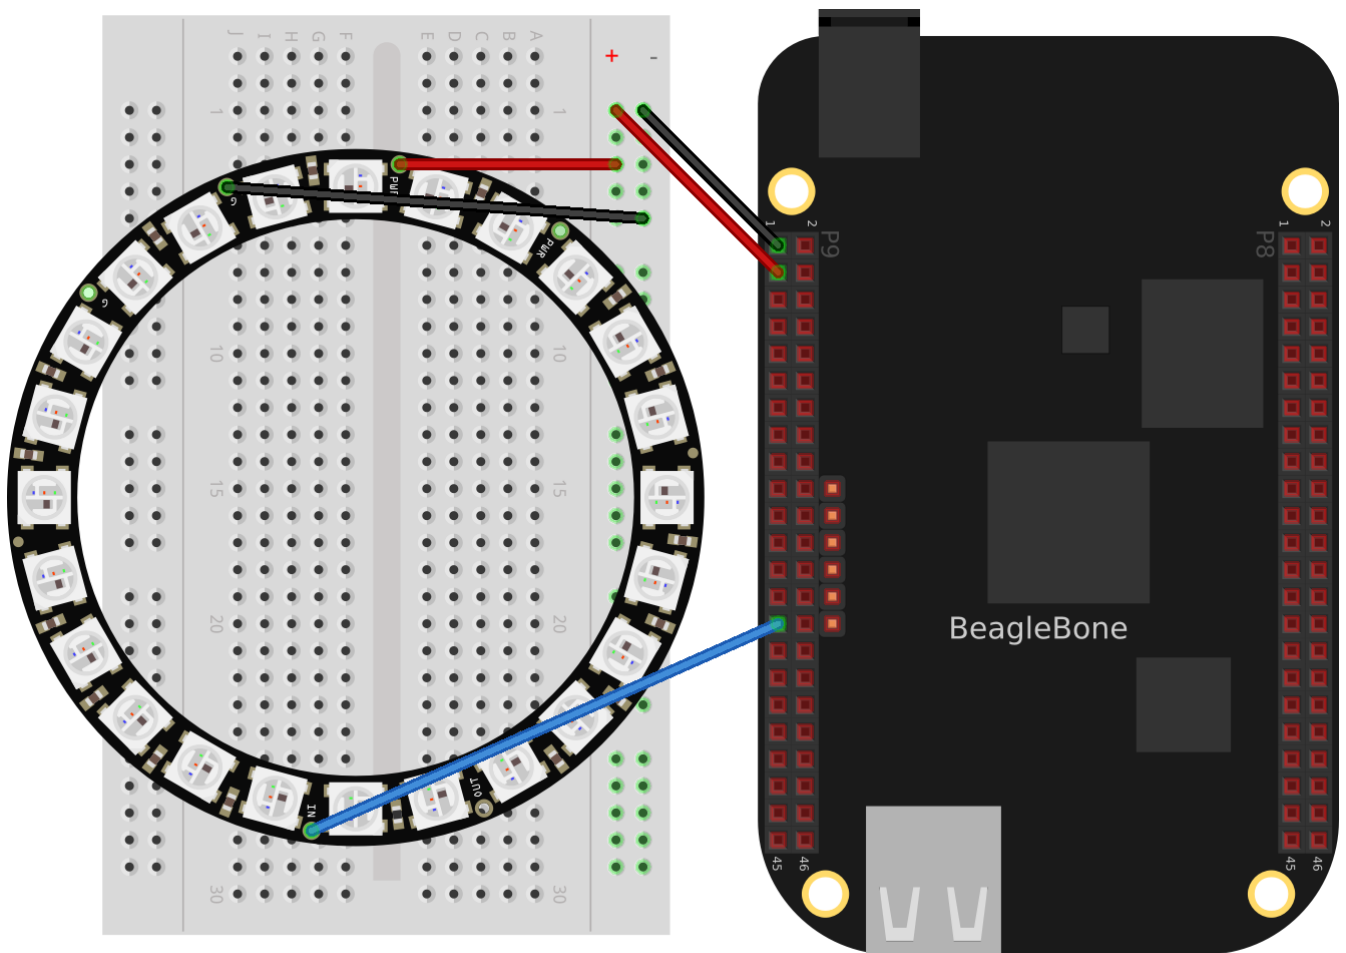 J I H G F E D C B A
+ -
1 1
10 10
15 15
20 20
30 30
PWR
G
PWR
G
IN
OUT
1 2
P9
45 46
BeagleBone
1 2
P8
45 46